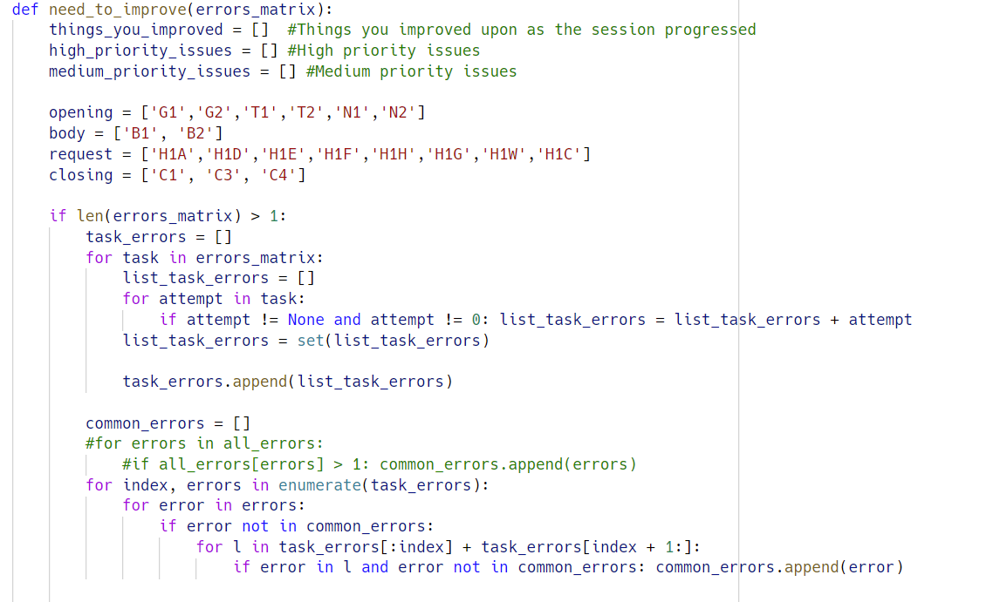 def need_to_improve(errors_matrix):
    things_you_improved = []  #Things you improved upon as the session progressed
    high_priority_issues = [] #High priority issues
    medium_priority_issues = [] #Medium priority issues

    opening = ['G1','G2','T1','T2','N1','N2']
    body = ['B1', 'B2']
    request = ['H1A','H1D','H1E','H1F','H1H','H1G','H1W','H1C']
    closing = ['C1', 'C3', 'C4']

    if len(errors_matrix) > 1:
        task_errors = []
        for task in errors_matrix:
            list_task_errors = []
            for attempt in task:
                if attempt != None and attempt != 0: list_task_errors = list_task_errors + attempt
            list_task_errors = set(list_task_errors)

            task_errors.append(list_task_errors)

        common_errors = []
        #for errors in all_errors:
            #if all_errors[errors] > 1: common_errors.append(errors)
        for index, errors in enumerate(task_errors):
            for error in errors:
                if error not in common_errors:
                    for l in task_errors[:index] + task_errors[index + 1:]:
                        if error in l and error not in common_errors: common_errors.append(error)